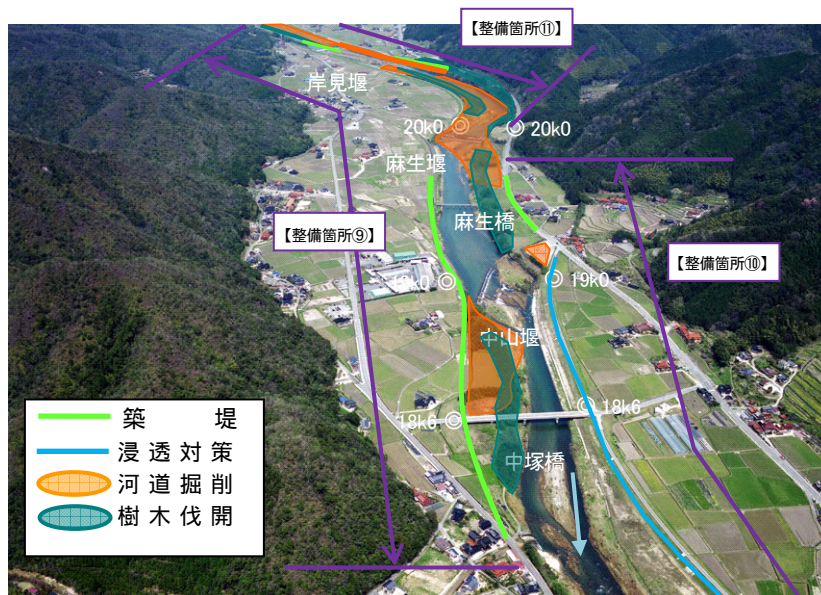 【整備箇所⑪】
岸見堰
20k0
20k0
麻生堰
麻生橋
【整備箇所⑨】
【整備箇所⑩】
19k0
19k0
中山堰
18k6
18k6
中塚橋
築堤
浸透対策
河道掘削
樹木伐開